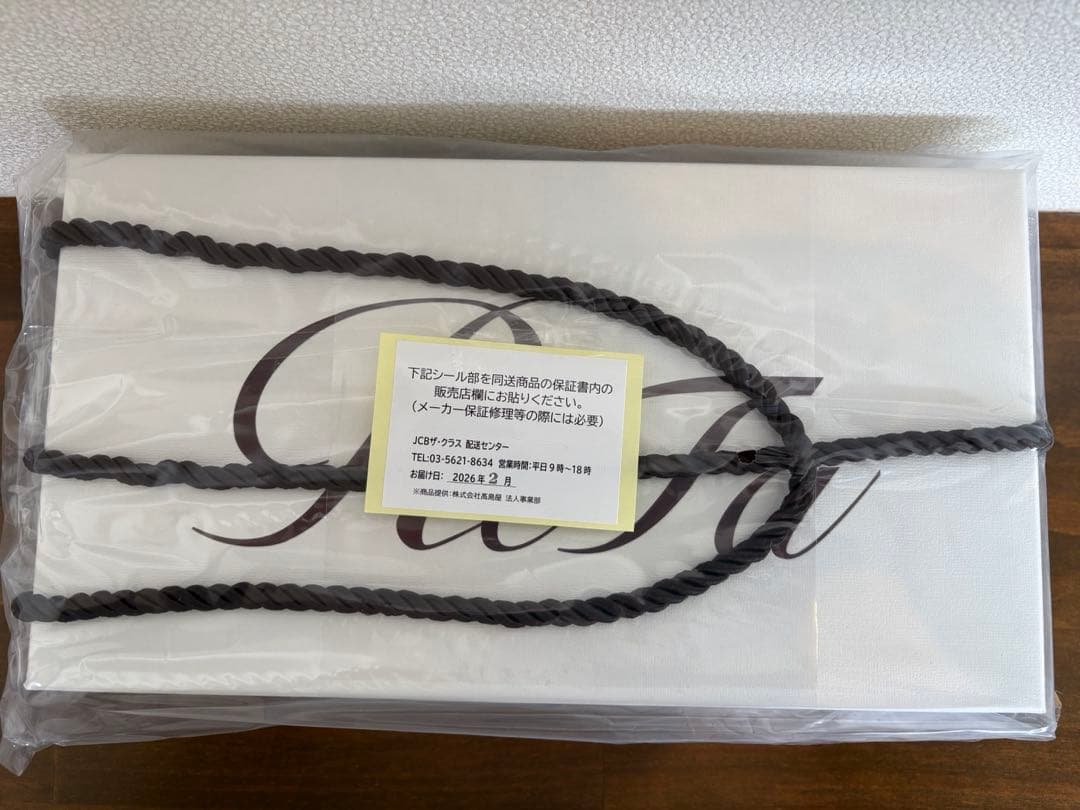 ReFa
下記シール部を同送商品の保証書内の
販売店欄にお貼りください。
（メーカー保証修理等の際には必要）
JCBザ・クラス 配送センター
TEL:03-5621-8634 営業時間:平日9時～18時
お届け日: 2026年 2 月
※商品提供：株式会社髙島屋 法人事業部